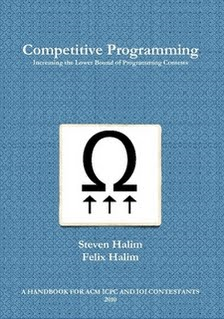 Competitive Programming
Increasing the Lower Bound of Programming Contests
Ω
Steven Halim
Felix Halim
A HANDBOOK FOR ACM ICPC AND IOI CONTESTANTS
2010